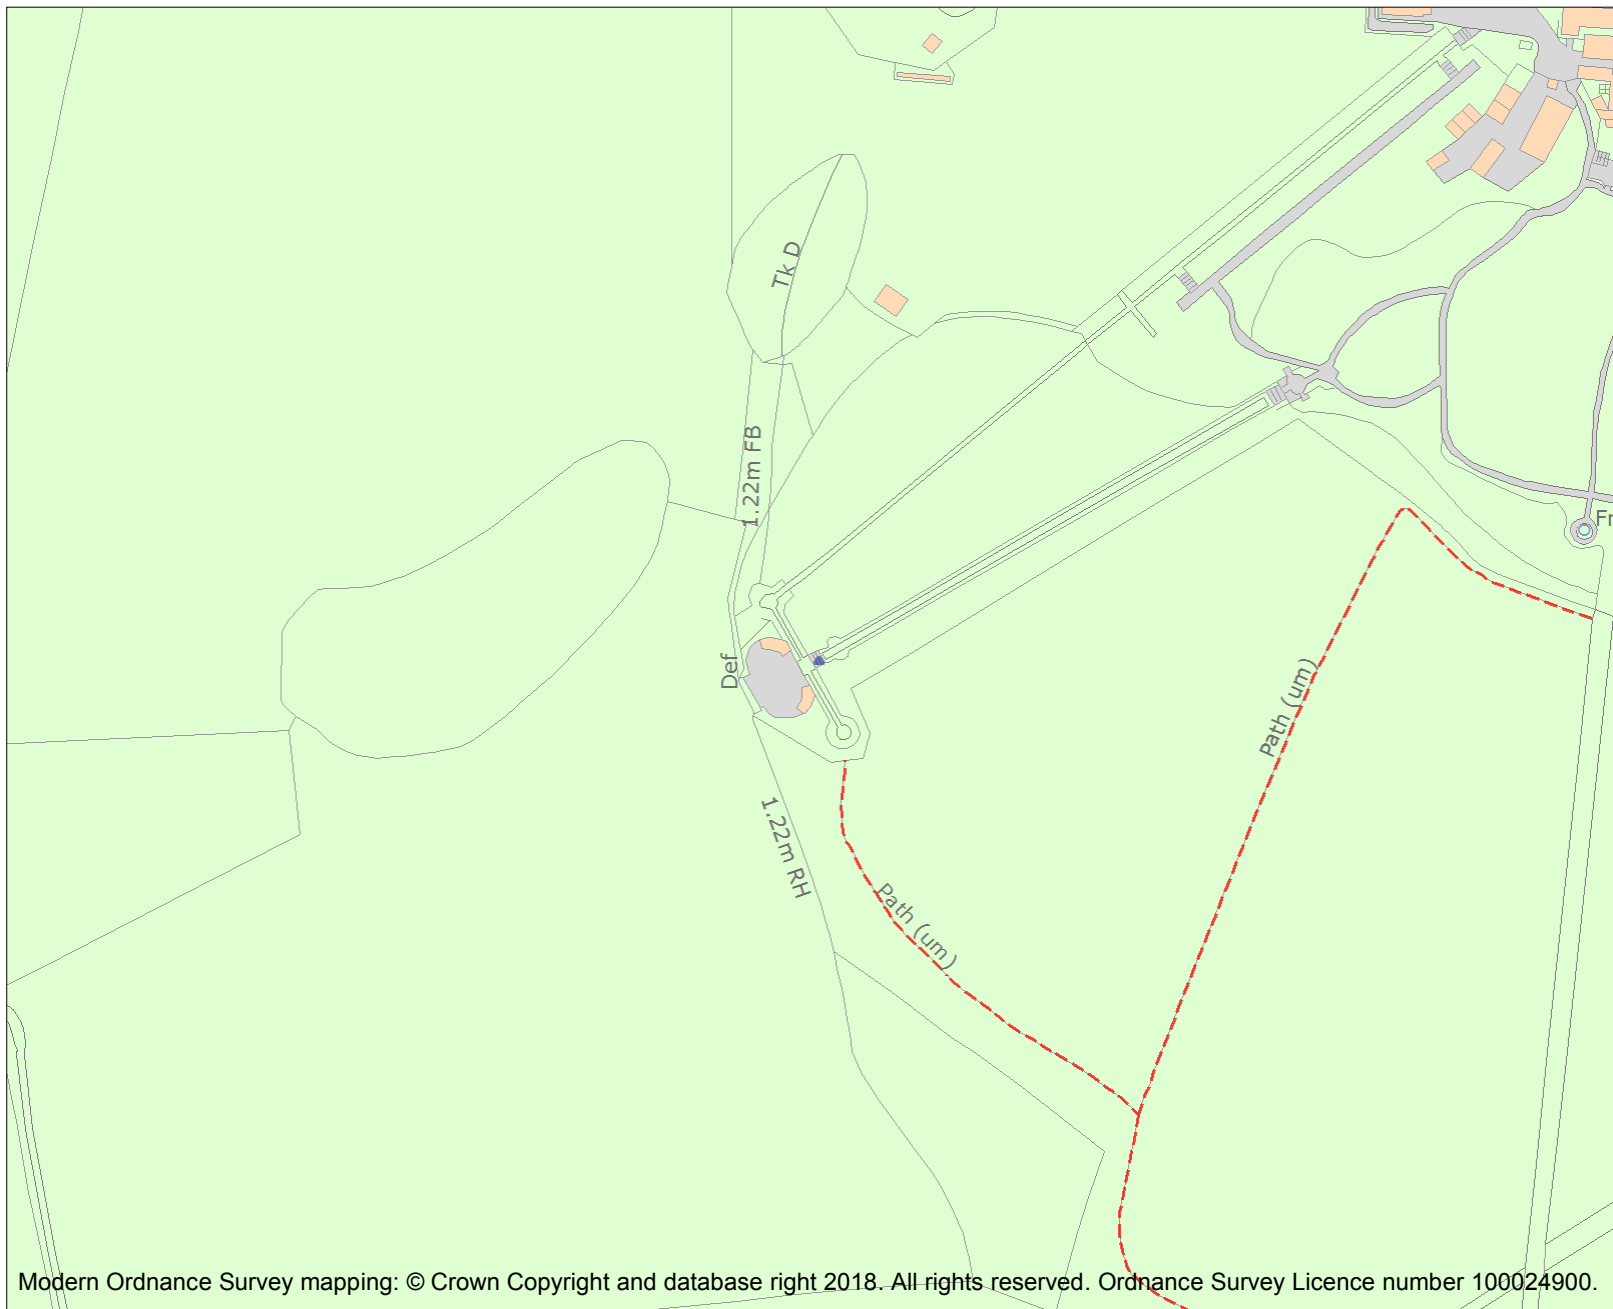 Tk D
1.22m FB
Fr
Def
Path (um)
1.22m RH
Path (um)
Modern Ordnance Survey mapping: © Crown Copyright and database right 2018. All rights reserved. Ordnance Survey Licence number 100024900.